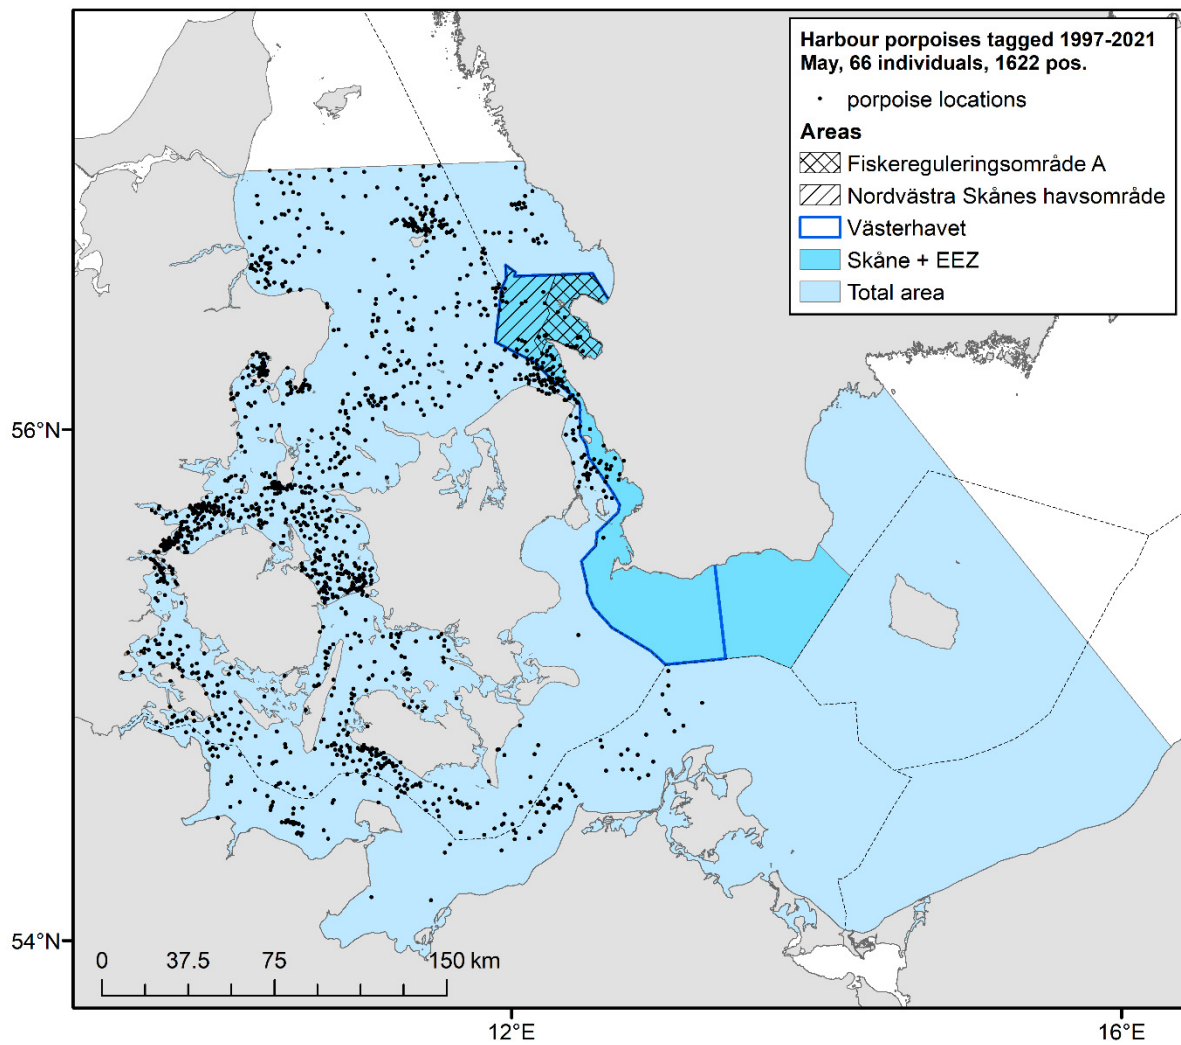 Harbour porpoises tagged 1997-2021
May, 66 individuals, 1622 pos.
porpoise locations
Areas
Fiskereguleringsområde A
Nordvästra Skånes havsområde
Västerhavet
Skåne + EEZ
Total area
56°N
54°N
0 37.5 75 150 km
12°E 16°E